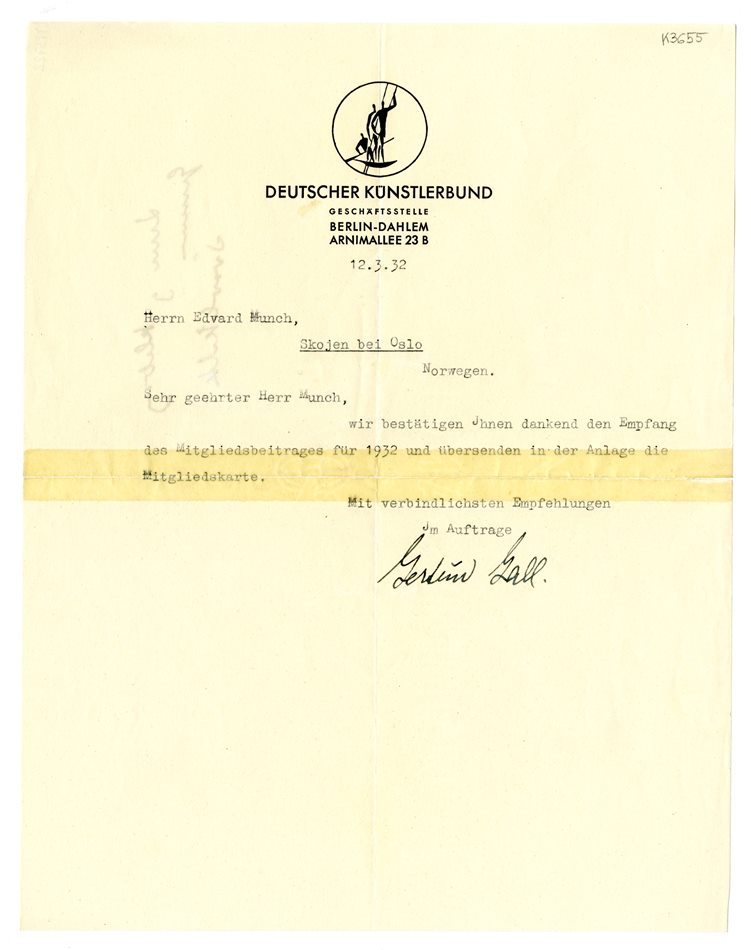 K3655
DEUTSCHER KÜNSTLERBUND
GESCHÄFTSSTELLE
BERLIN-DAHLEM
ARNIMALLEE 23 B
12.3.32
Herrn Edvard Munch,
Skojen bei Oslo
Norwegen.
Sehr geehrter Herr Munch,
wir bestätigen Jhnen dankend den Empfang
des Mitgliedsbeitrages für 1932 und übersenden in der Anlage die
Mitgliedskarte.
Mit verbindlichsten Empfehlungen
Jm Auftrage
Gall.